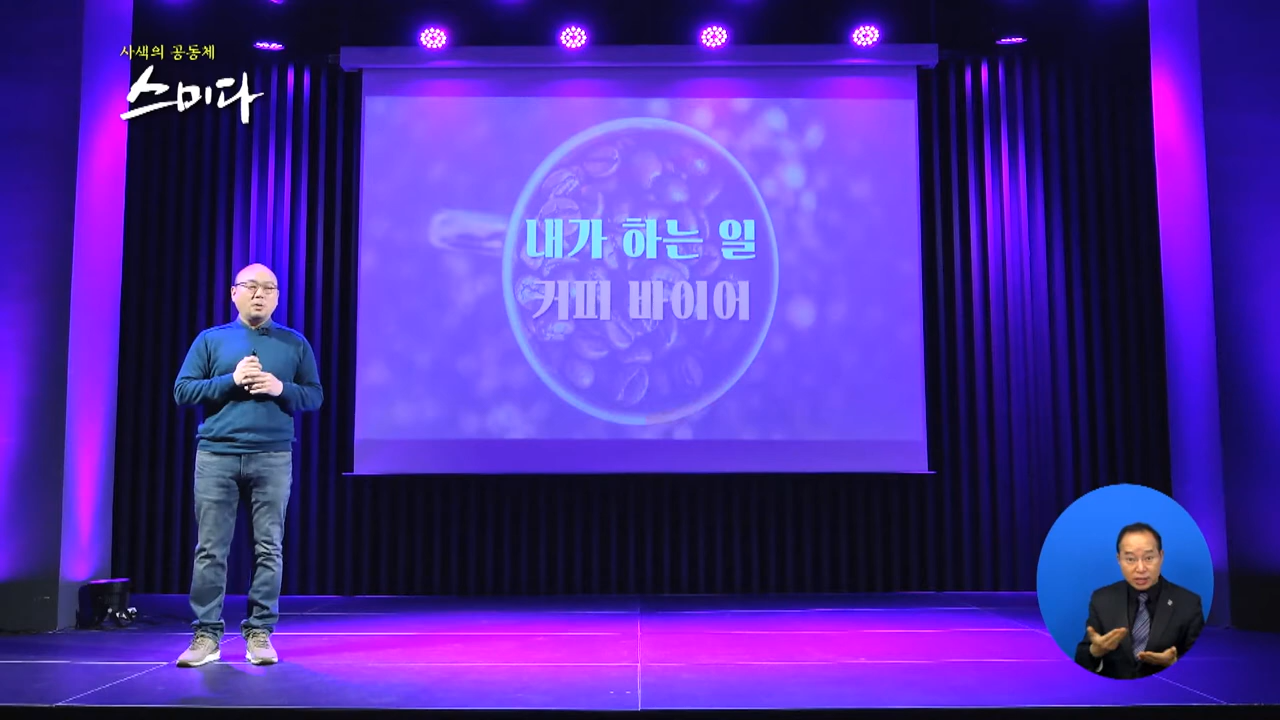 사색의 공동체
스미다
내가 하는 일
커피 바이어